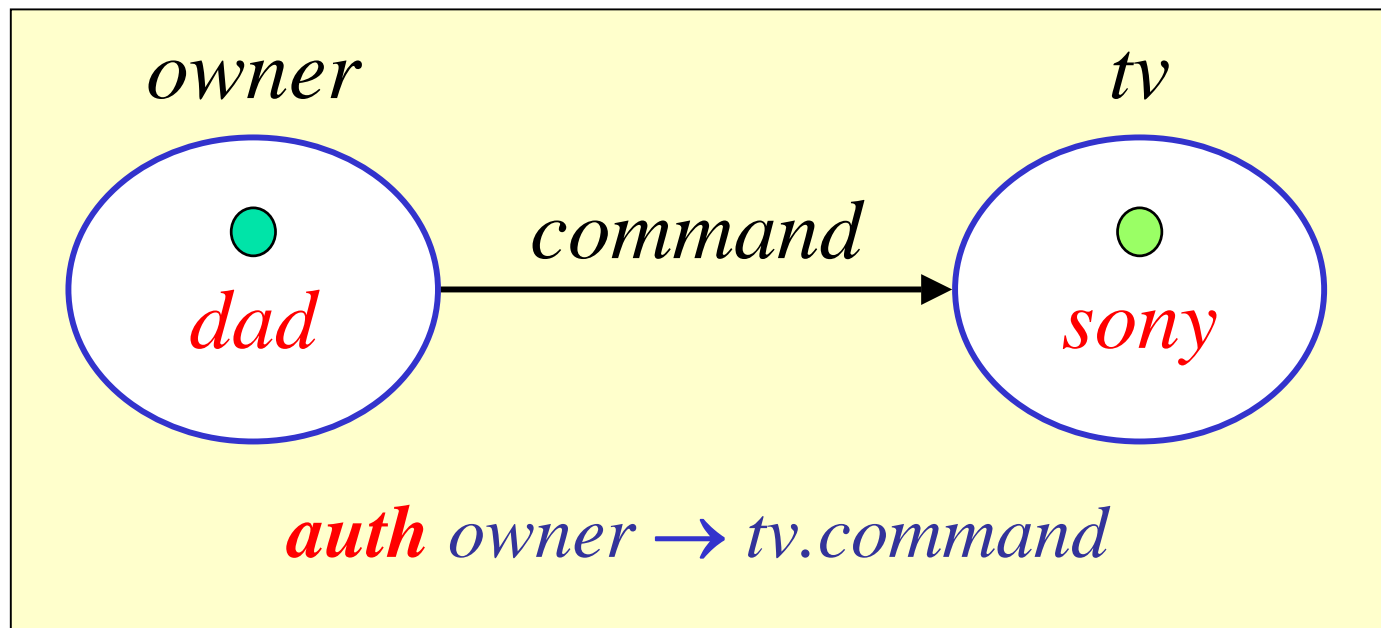 owner
tv
command
dad
sony
auth owner → tv.command